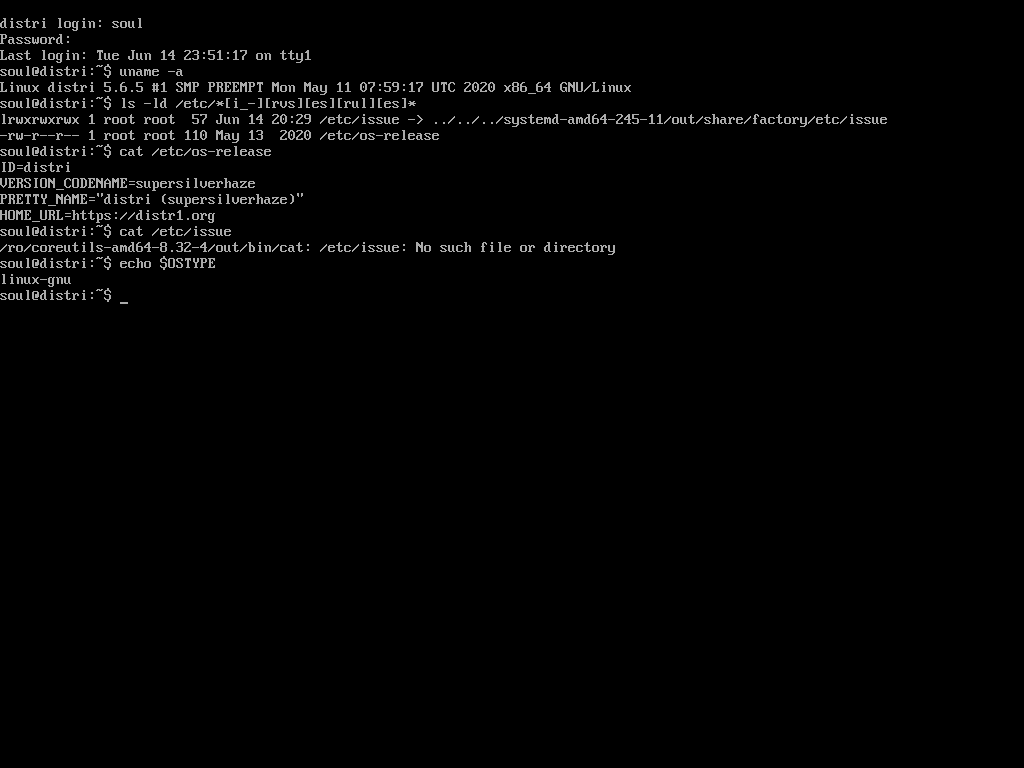 distri login: soul
Password:
Last login: Tue Jun 14 23:51:17 on tty1
soul@distri:~$ uname -a
Linux distri 5.6.5 #1 SMP PREEMPT Mon May 11 07:59:17 UTC 2020 x86_64 GNU/Linux
soul@distri:~$ ls -ld /etc/*[i_-][rvs][es][rul][es]*
lrwxrwxrwx 1 root root  57 Jun 14 20:29 /etc/issue -> ../../../systemd-amd64-245-11/out/share/factory/etc/issue
-rw-r--r-- 1 root root 110 May 13  2020 /etc/os-release
soul@distri:~$ cat /etc/os-release
ID=distri
VERSION_CODENAME=supersilverhaze
PRETTY_NAME="distri (supersilverhaze)"
HOME_URL=https://distr1.org
soul@distri:~$ cat /etc/issue
/ro/coreutils-amd64-8.32-4/out/bin/cat: /etc/issue: No such file or directory
soul@distri:~$ echo $OSTYPE
linux-gnu
soul@distri:~$ _